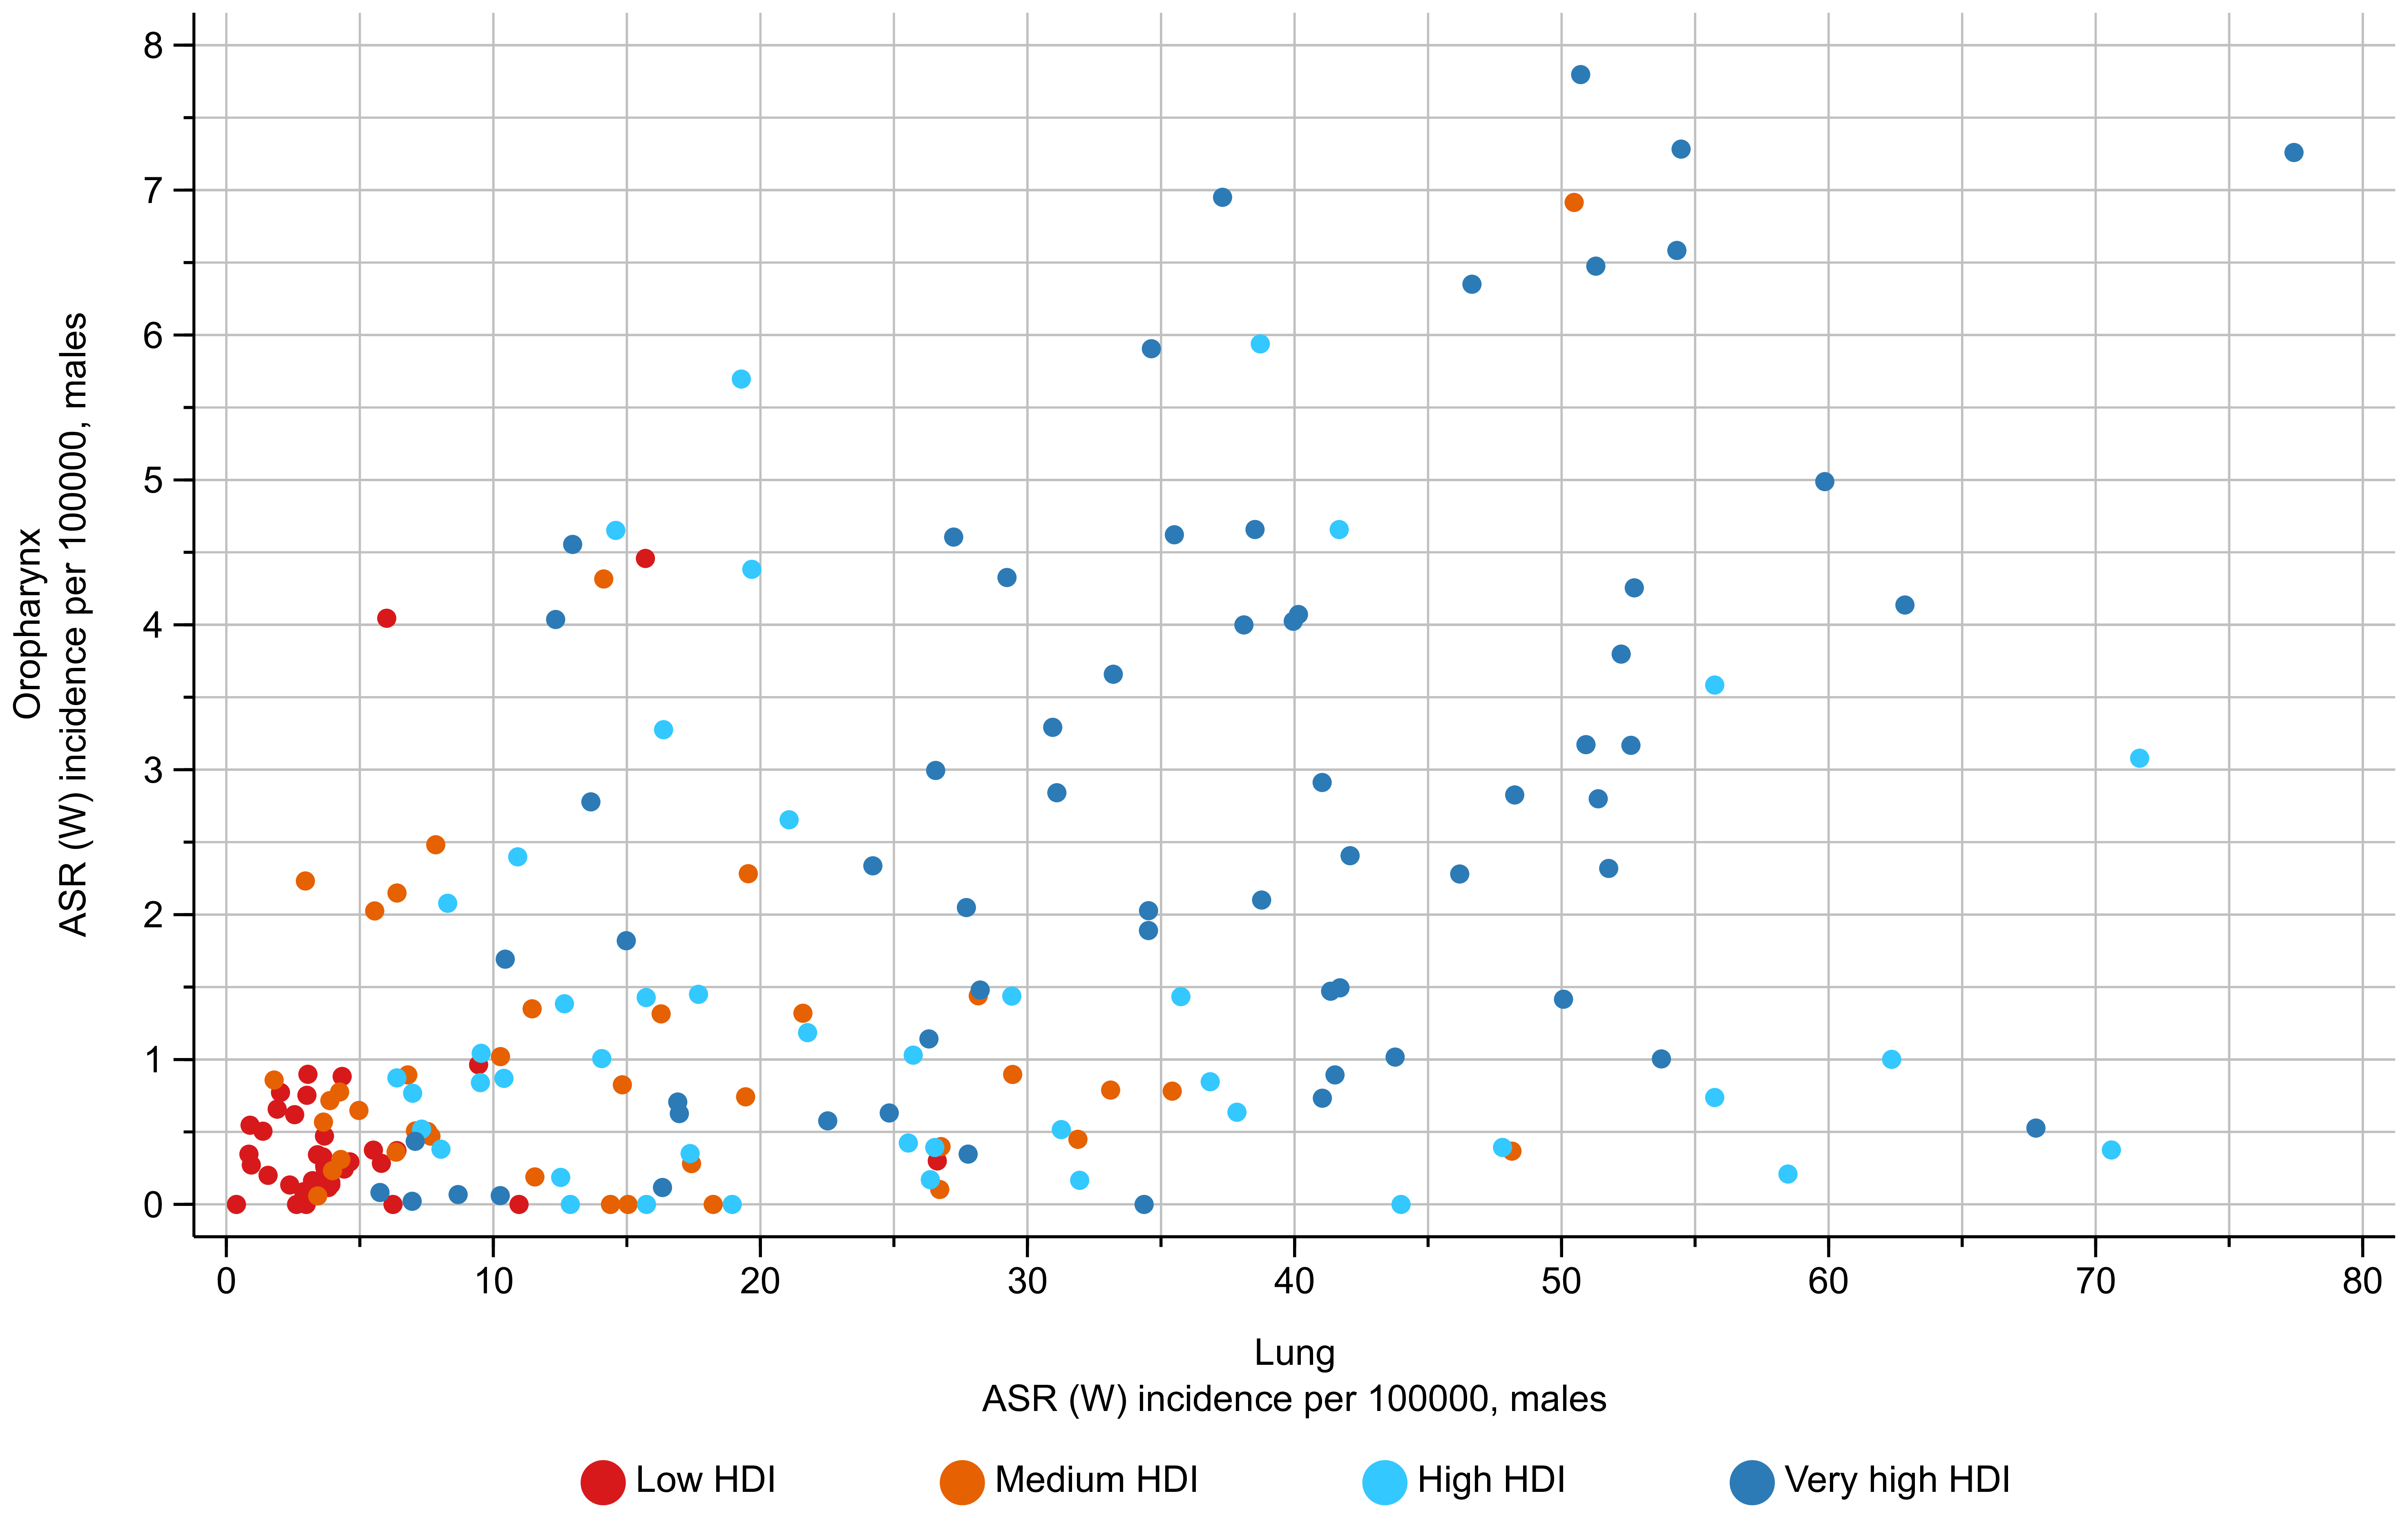 Oropharynx
ASR (W) incidence per 100000, males
8
7
6
5
4
3
2
1
0
0 10 20 30 40 50 60 70 80
Lung
ASR (W) incidence per 100000, males
Low HDI Medium HDI High HDI Very high HDI